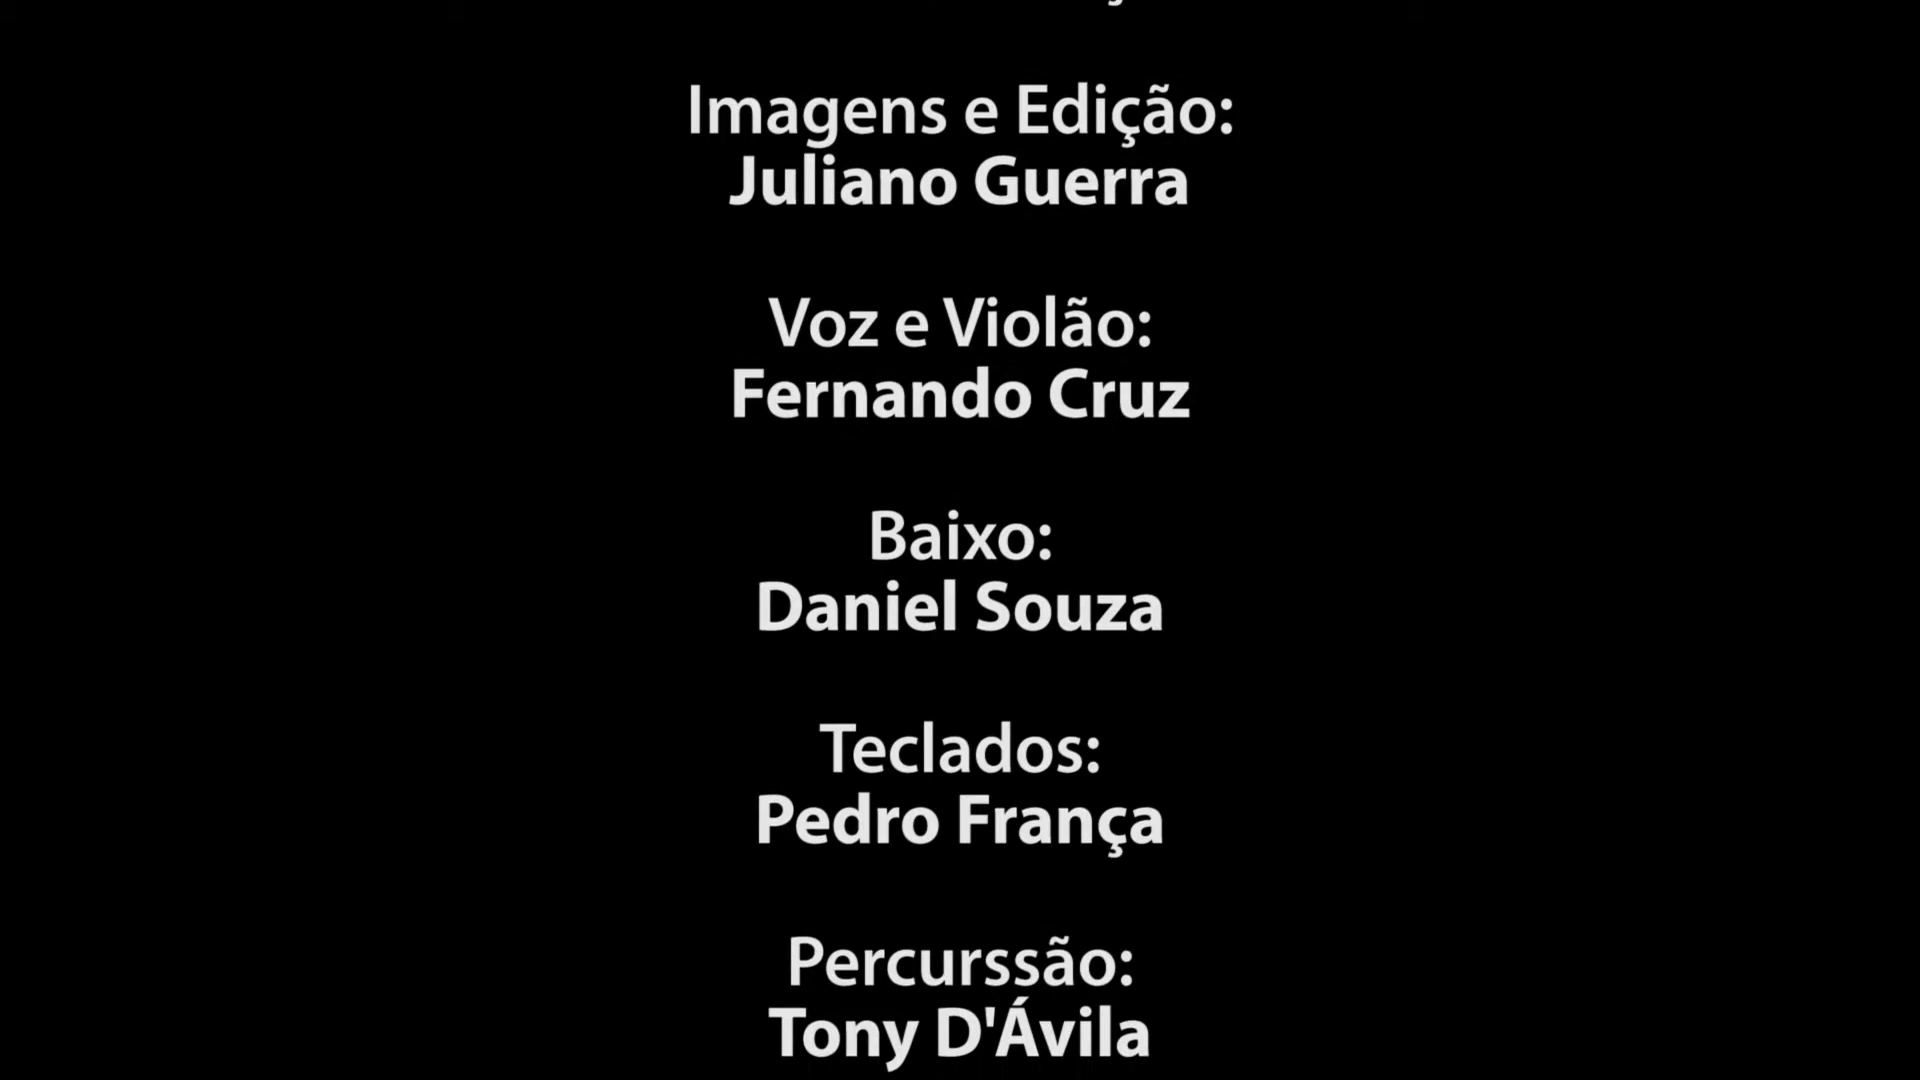 Imagens e Edição:
Juliano Guerra
Voz e Violão:
Fernando Cruz
Baixo:
Daniel Souza
Teclados:
Pedro França
Percurssão:
Tony D'Ávila